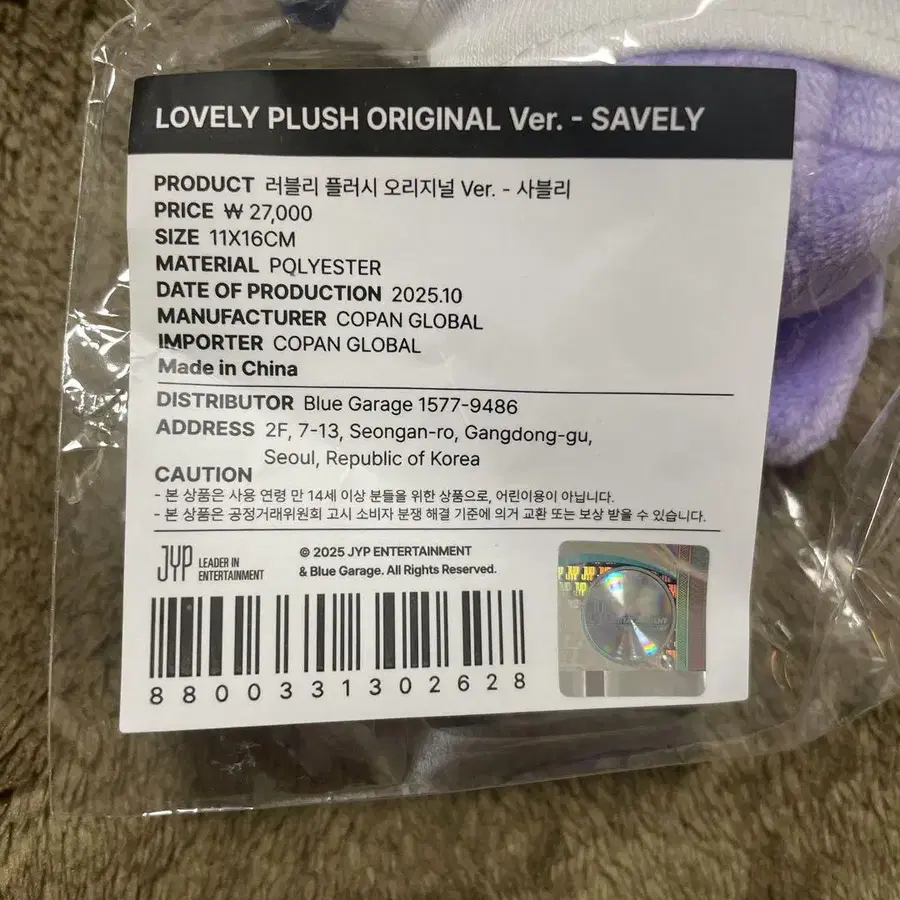 LOVELY PLUSH ORIGINAL Ver. - SAVELY
PRODUCT 러블리 플러시 오리지널 Ver. - 사블리
PRICE ₩ 27,000
SIZE 11X16CM
MATERIAL POLYESTER
DATE OF PRODUCTION 2025.10
MANUFACTURER COPAN GLOBAL
IMPORTER COPAN GLOBAL
Made in China
DISTRIBUTOR Blue Garage 1577-9486
ADDRESS 2F, 7-13, Seongan-ro, Gangdong-gu,
Seoul, Republic of Korea
CAUTION
- 본 상품은 사용 연령 만 14세 이상 분들을 위한 상품으로, 어린이용이 아닙니다.
- 본 상품은 공정거래위원회 고시 소비자 분쟁 해결 기준에 의거 교환 또는 보상 받을 수 있습니다.
JYP LEADER IN
ENTERTAINMENT
© 2025 JYP ENTERTAINMENT
& Blue Garage. All Rights Reserved.
JYP JYP
JYP
8800331302628